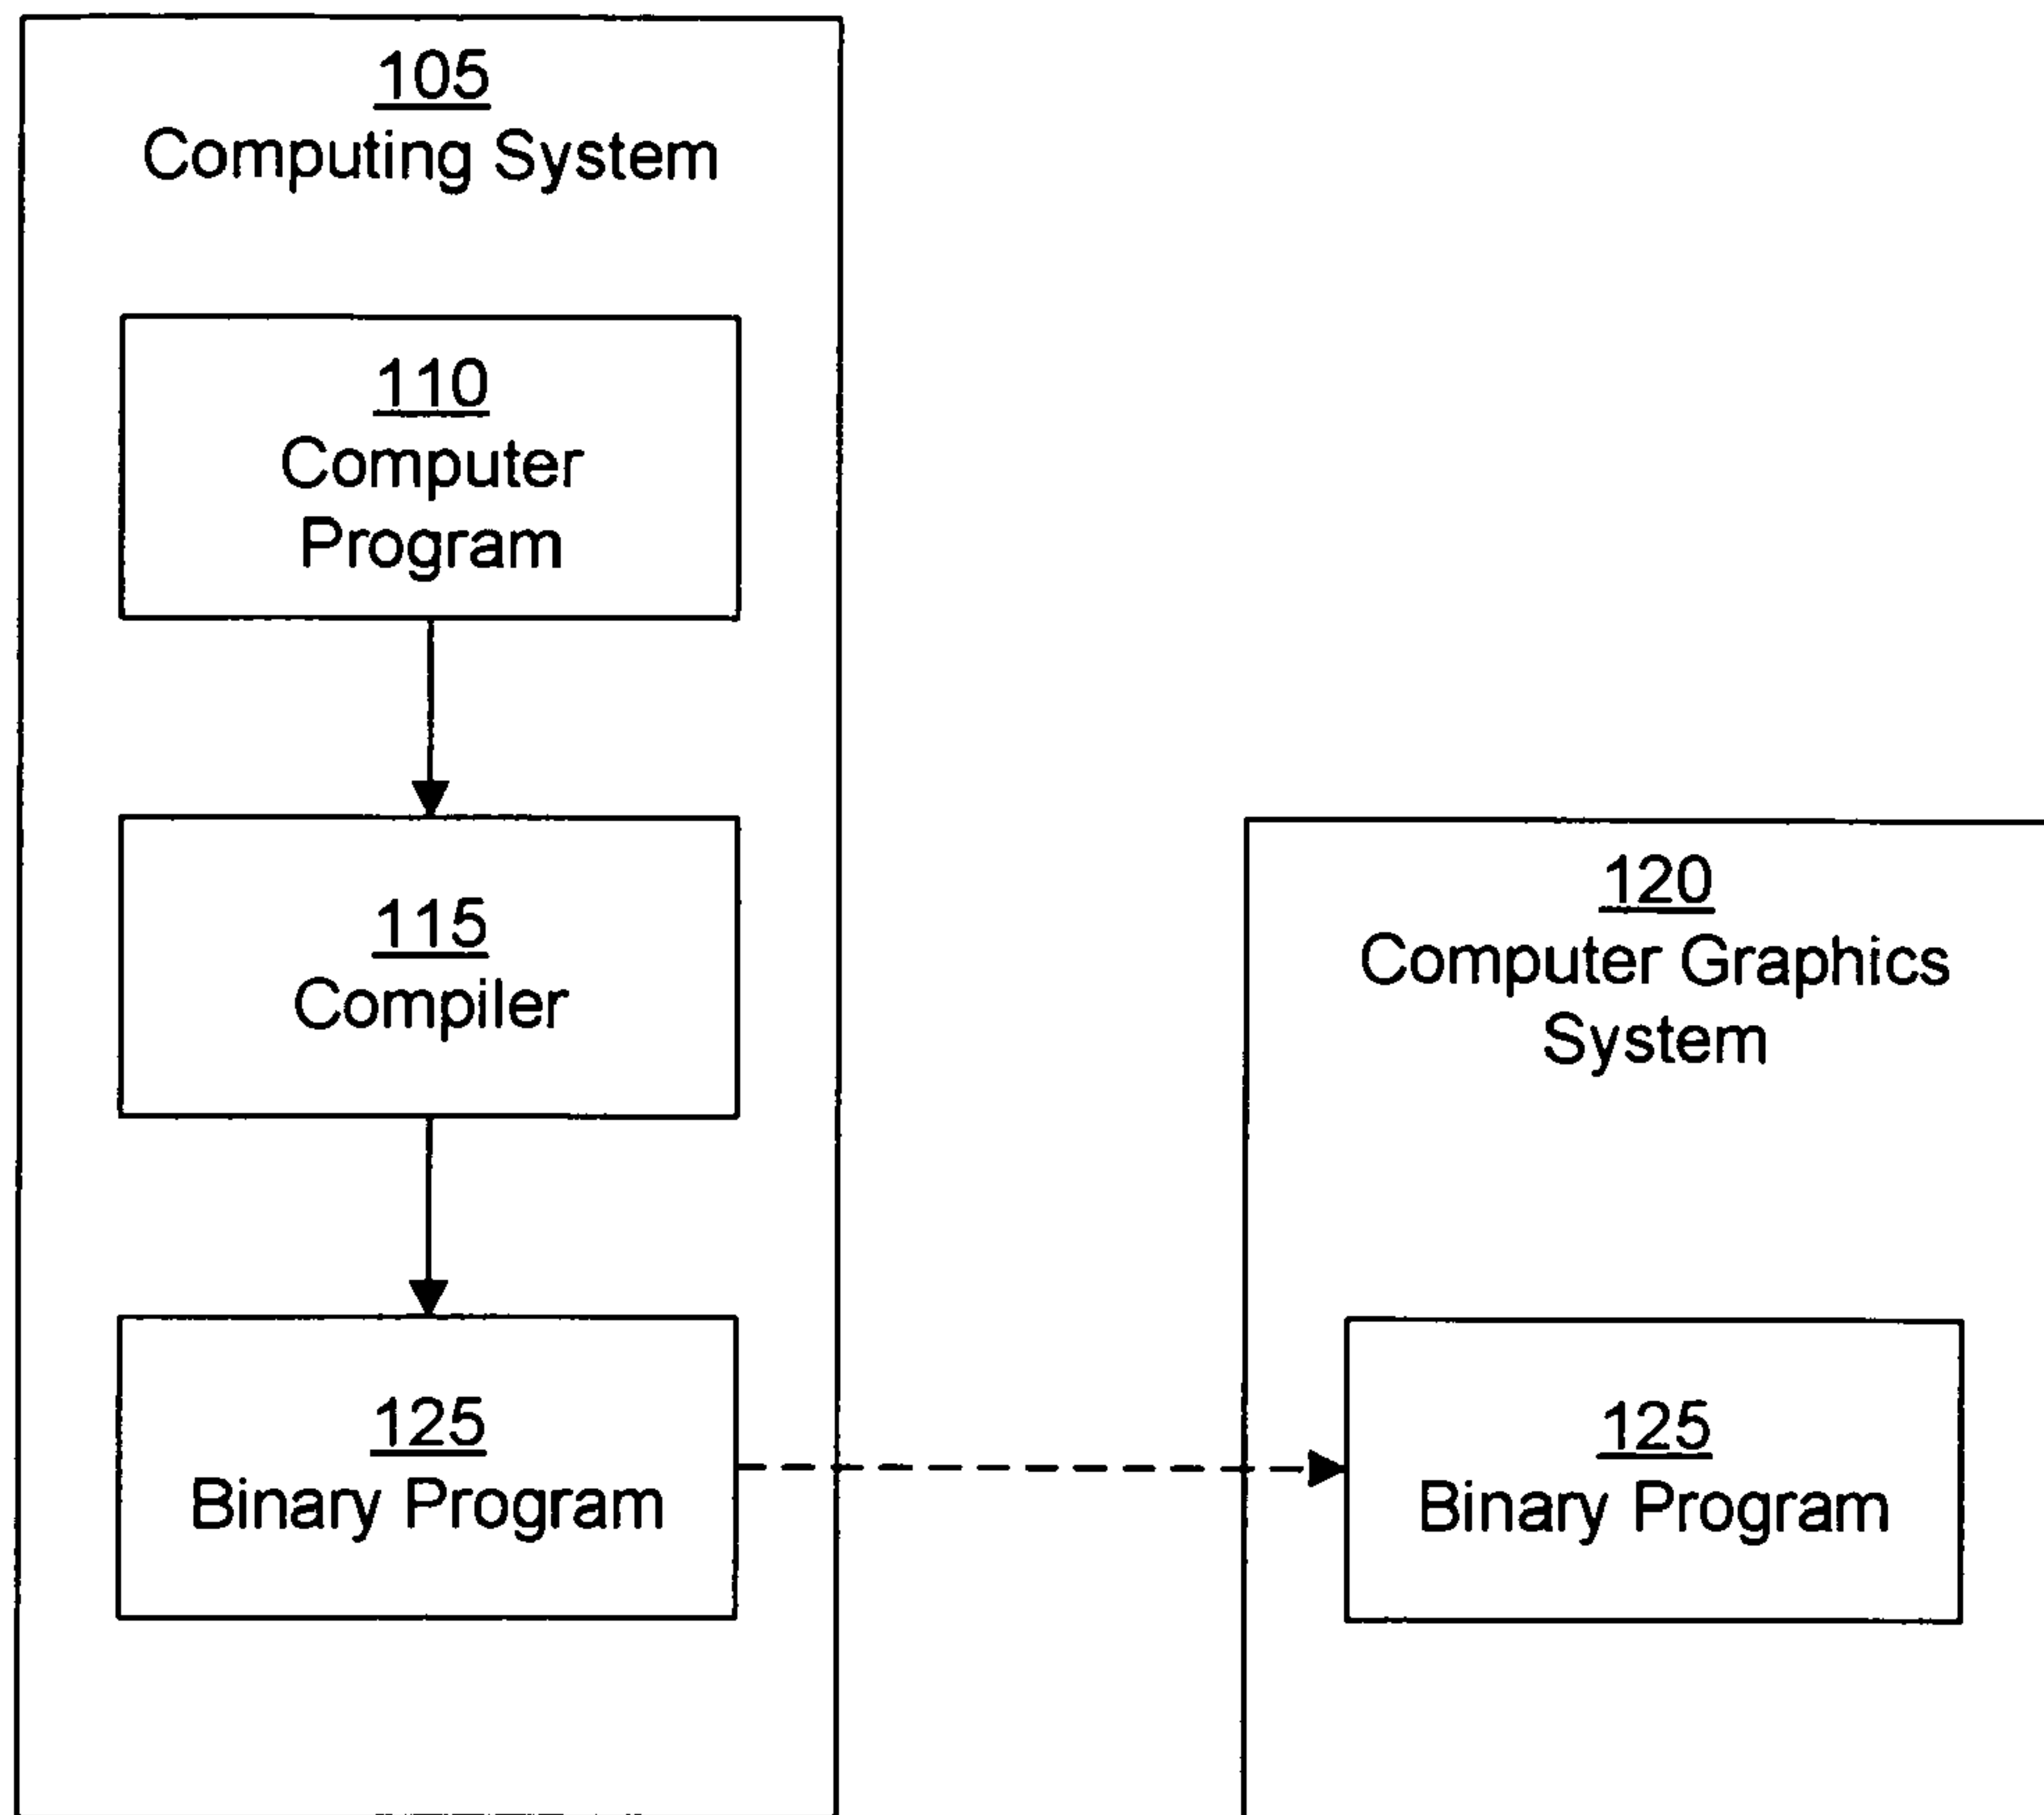 105
Computing System
110
Computer
Program
115
Compiler
125
Binary Program
120
Computer Graphics
System
125
Binary Program